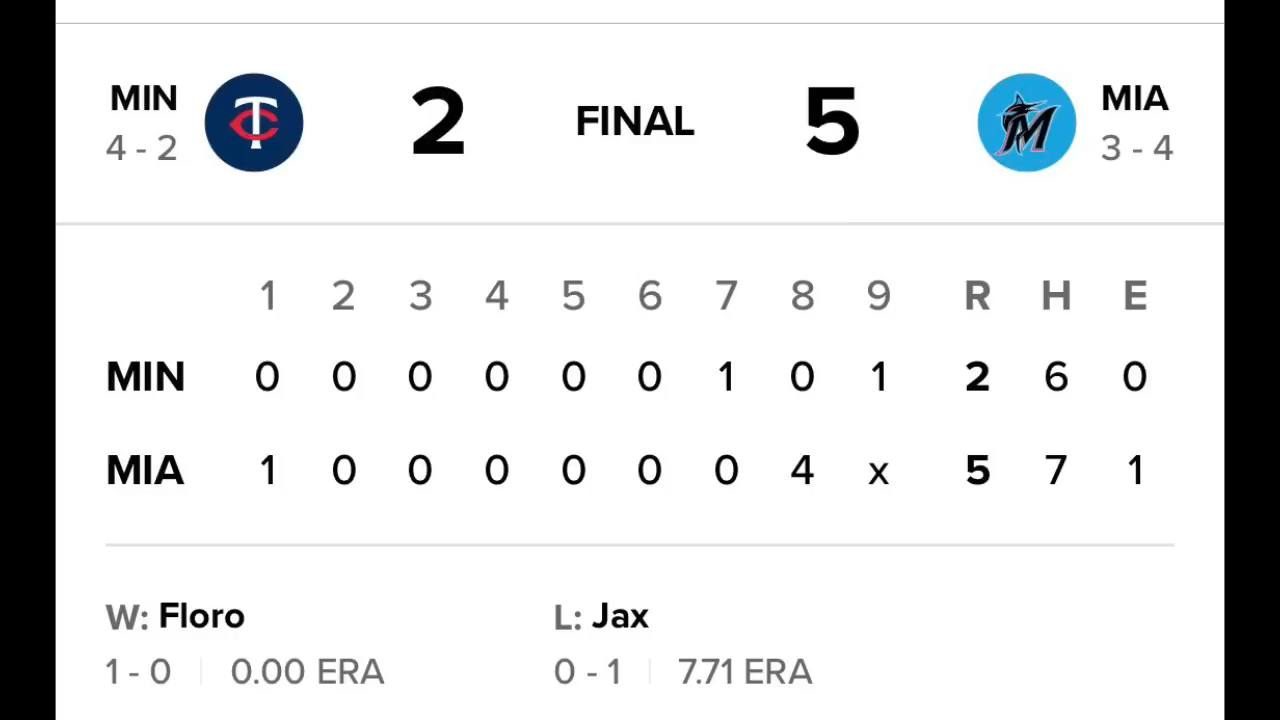 MIN 2 FINAL 5 MIA
4 - 2 3 - 4
1 2 3 4 5 6 7 8 9 R H E
MIN 0 0 0 0 0 0 1 0 1 2 6 0
MIA 1 0 0 0 0 0 0 4 x 5 7 1
W: Floro L: Jax
1 - 0 0.00 ERA 0 - 1 7.71 ERA